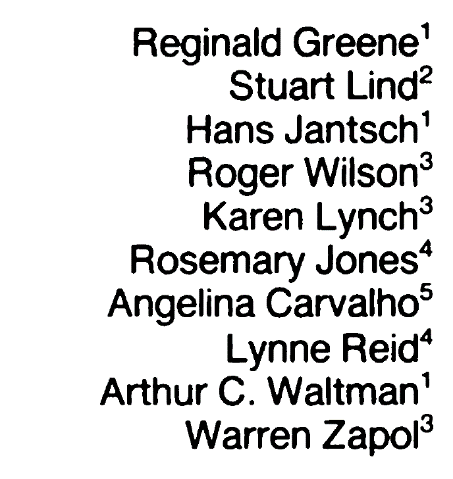 Reginald Greene¹
Stuart Lind²
Hans Jantsch¹
Roger Wilson³
Karen Lynch³
Rosemary Jones⁴
Angelina Carvalho⁵
Lynne Reid⁴
Arthur C. Waltman¹
Warren Zapol³